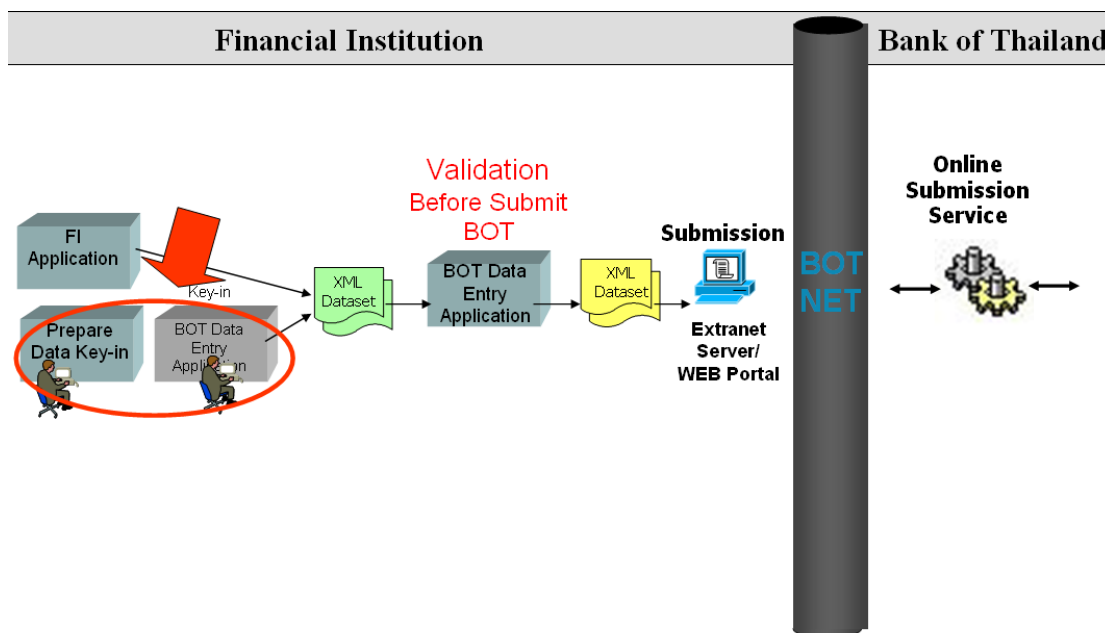 Financial Institution
Bank of Thailand
Validation
Before Submit
BOT
FI
Application
Key-in
Prepare
Data Key-in
BOT Data
Entry
Application
XML
Dataset
BOT Data
Entry
Application
XML
Dataset
Submission
Extranet
Server/
WEB Portal
BOT
NET
Online
Submission
Service